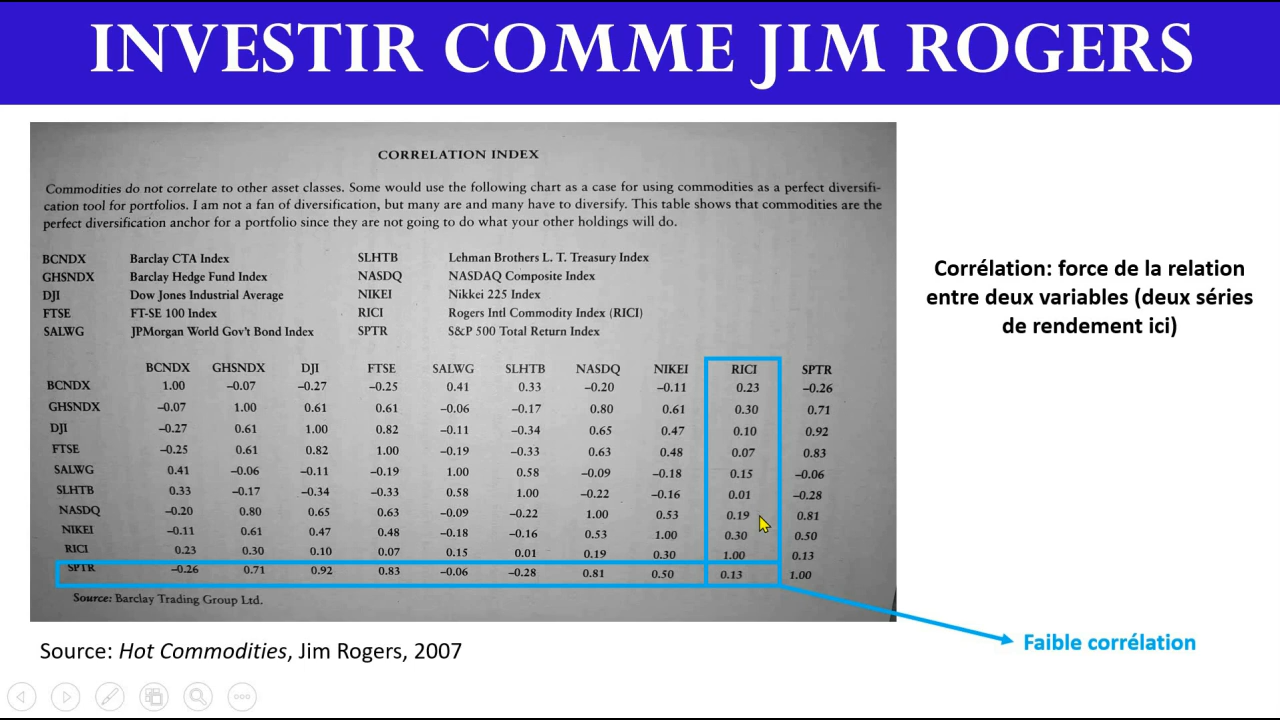 INVESTIR COMME JIM ROGERS
CORRELATION INDEX
Commodities do not correlate to other asset classes. Some would use the following chart as a case for using commodities as a perfect diversifi-
cation tool for portfolios. I am not a fan of diversification, but many are and many have to diversify. This table shows that commodities are the
perfect diversification anchor for a portfolio since they are not going to do what your other holdings will do.
BCNDX Barclay CTA Index SLHTB Lehman Brothers L. T. Treasury Index
GHSNDX Barclay Hedge Fund Index NASDQ NASDAQ Composite Index
DJI Dow Jones Industrial Average NIKEI Nikkei 225 Index
FTSE FT-SE 100 Index RICI Rogers Intl Commodity Index (RICI)
SALWG JPMorgan World Gov't Bond Index SPTR S&P 500 Total Return Index
BCNDX GHSNDX DJI FTSE SALWG SLHTB NASDQ NIKEI RICI SPTR
BCNDX 1.00 –0.07 –0.27 –0.25 0.41 0.33 –0.20 –0.11 0.23 –0.26
GHSNDX –0.07 1.00 0.61 0.61 –0.06 –0.17 0.80 0.61 0.30 0.71
DJI –0.27 0.61 1.00 0.82 –0.11 –0.34 0.65 0.47 0.10 0.92
FTSE –0.25 0.61 0.82 1.00 –0.19 –0.33 0.63 0.48 0.07 0.83
SALWG 0.41 –0.06 –0.11 –0.19 1.00 0.58 –0.09 –0.18 0.15 –0.06
SLHTB 0.33 –0.17 –0.34 –0.33 0.58 1.00 –0.22 –0.16 0.01 –0.28
NASDQ –0.20 0.80 0.65 0.63 –0.09 –0.22 1.00 0.53 0.19 0.81
NIKEI –0.11 0.61 0.47 0.48 –0.18 –0.16 0.53 1.00 0.30 0.50
RICI 0.23 0.30 0.10 0.07 0.15 0.01 0.19 0.30 1.00 0.13
SPTR –0.26 0.71 0.92 0.83 –0.06 –0.28 0.81 0.50 0.13 1.00
Source: Barclay Trading Group Ltd.
Corrélation: force de la relation
entre deux variables (deux séries
de rendement ici)
Faible corrélation
Source: Hot Commodities, Jim Rogers, 2007